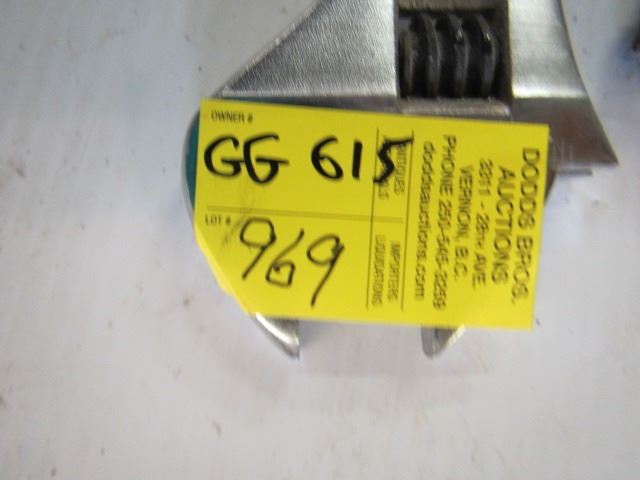 OWNER #
GG 615
LOT #
969
DODDS BROS.
AUCTIONS
3311 - 28TH AVE.
VERNON, B.C.
PHONE 250-545-3259
doddsauctions.com
IMPORTERS
LIQUIDATIONS